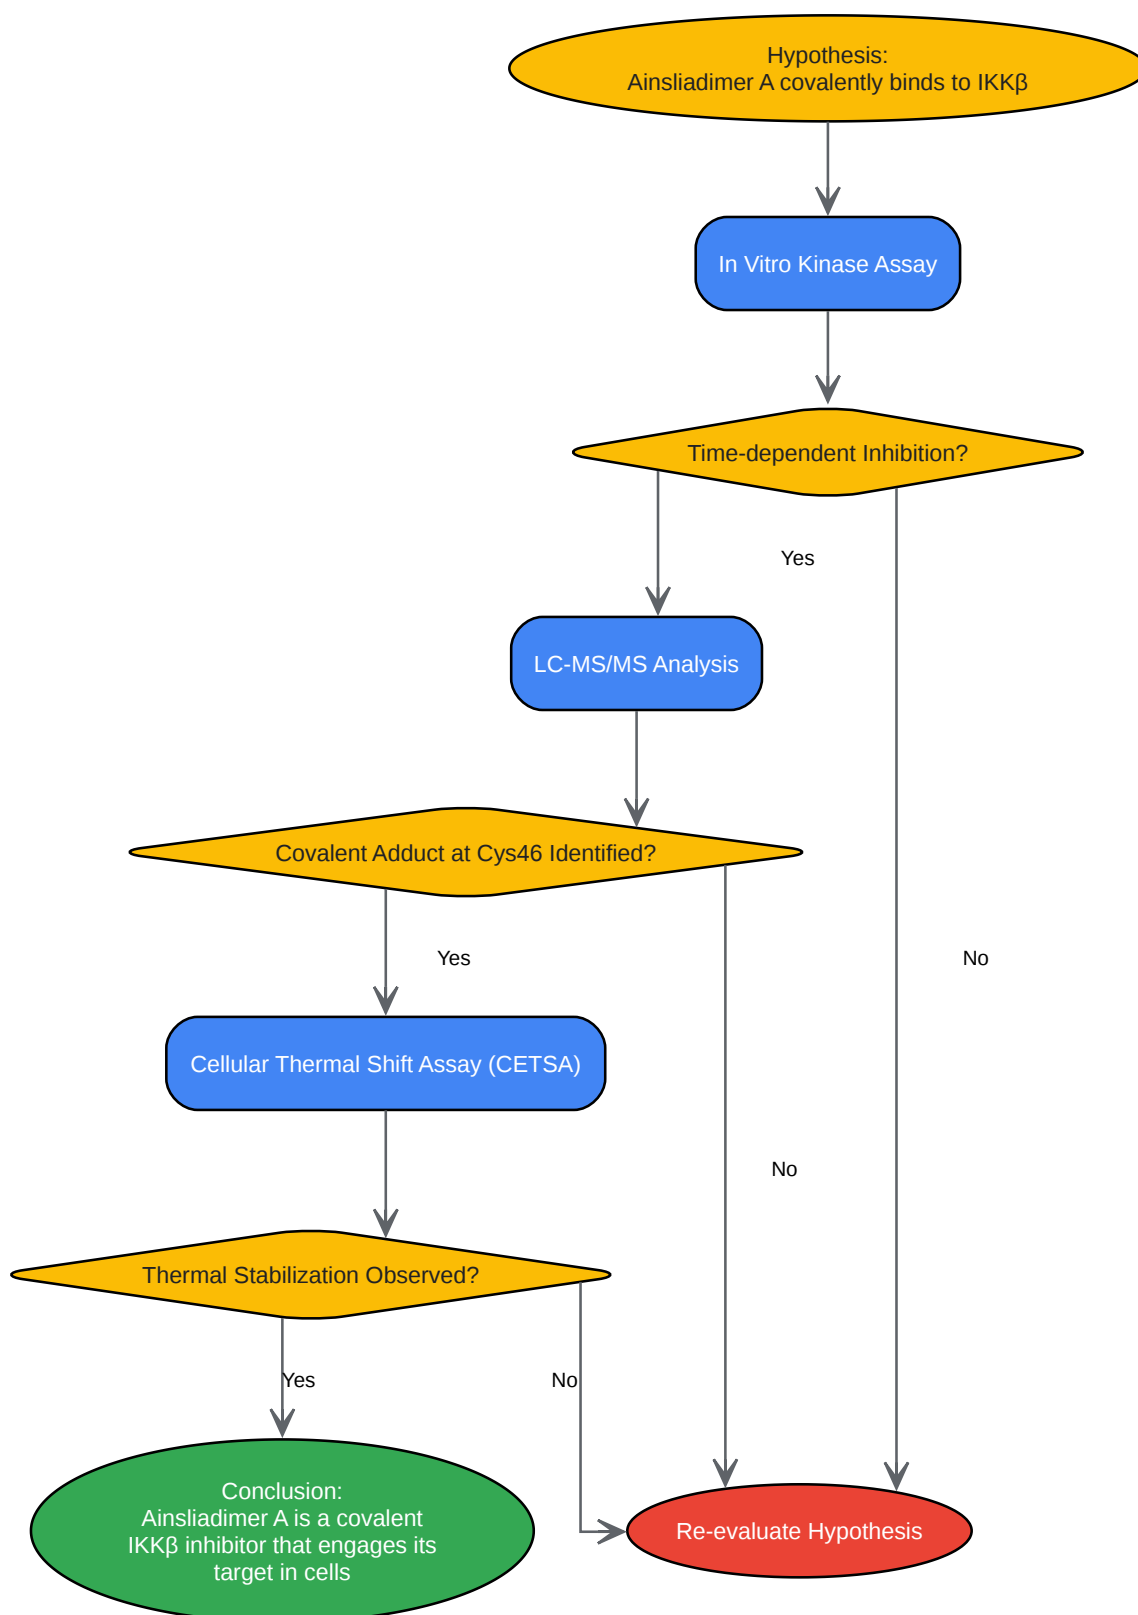 Hypothesis:
Ainsliadimer A covalently binds to IKKβ
In Vitro Kinase Assay
Time-dependent Inhibition?
Yes
LC-MS/MS Analysis
Covalent Adduct at Cys46 Identified?
Yes
No
Cellular Thermal Shift Assay (CETSA)
No
Thermal Stabilization Observed?
Yes
No
Conclusion:
Ainsliadimer A is a covalent
IKKβ inhibitor that engages its
target in cells
Re-evaluate Hypothesis